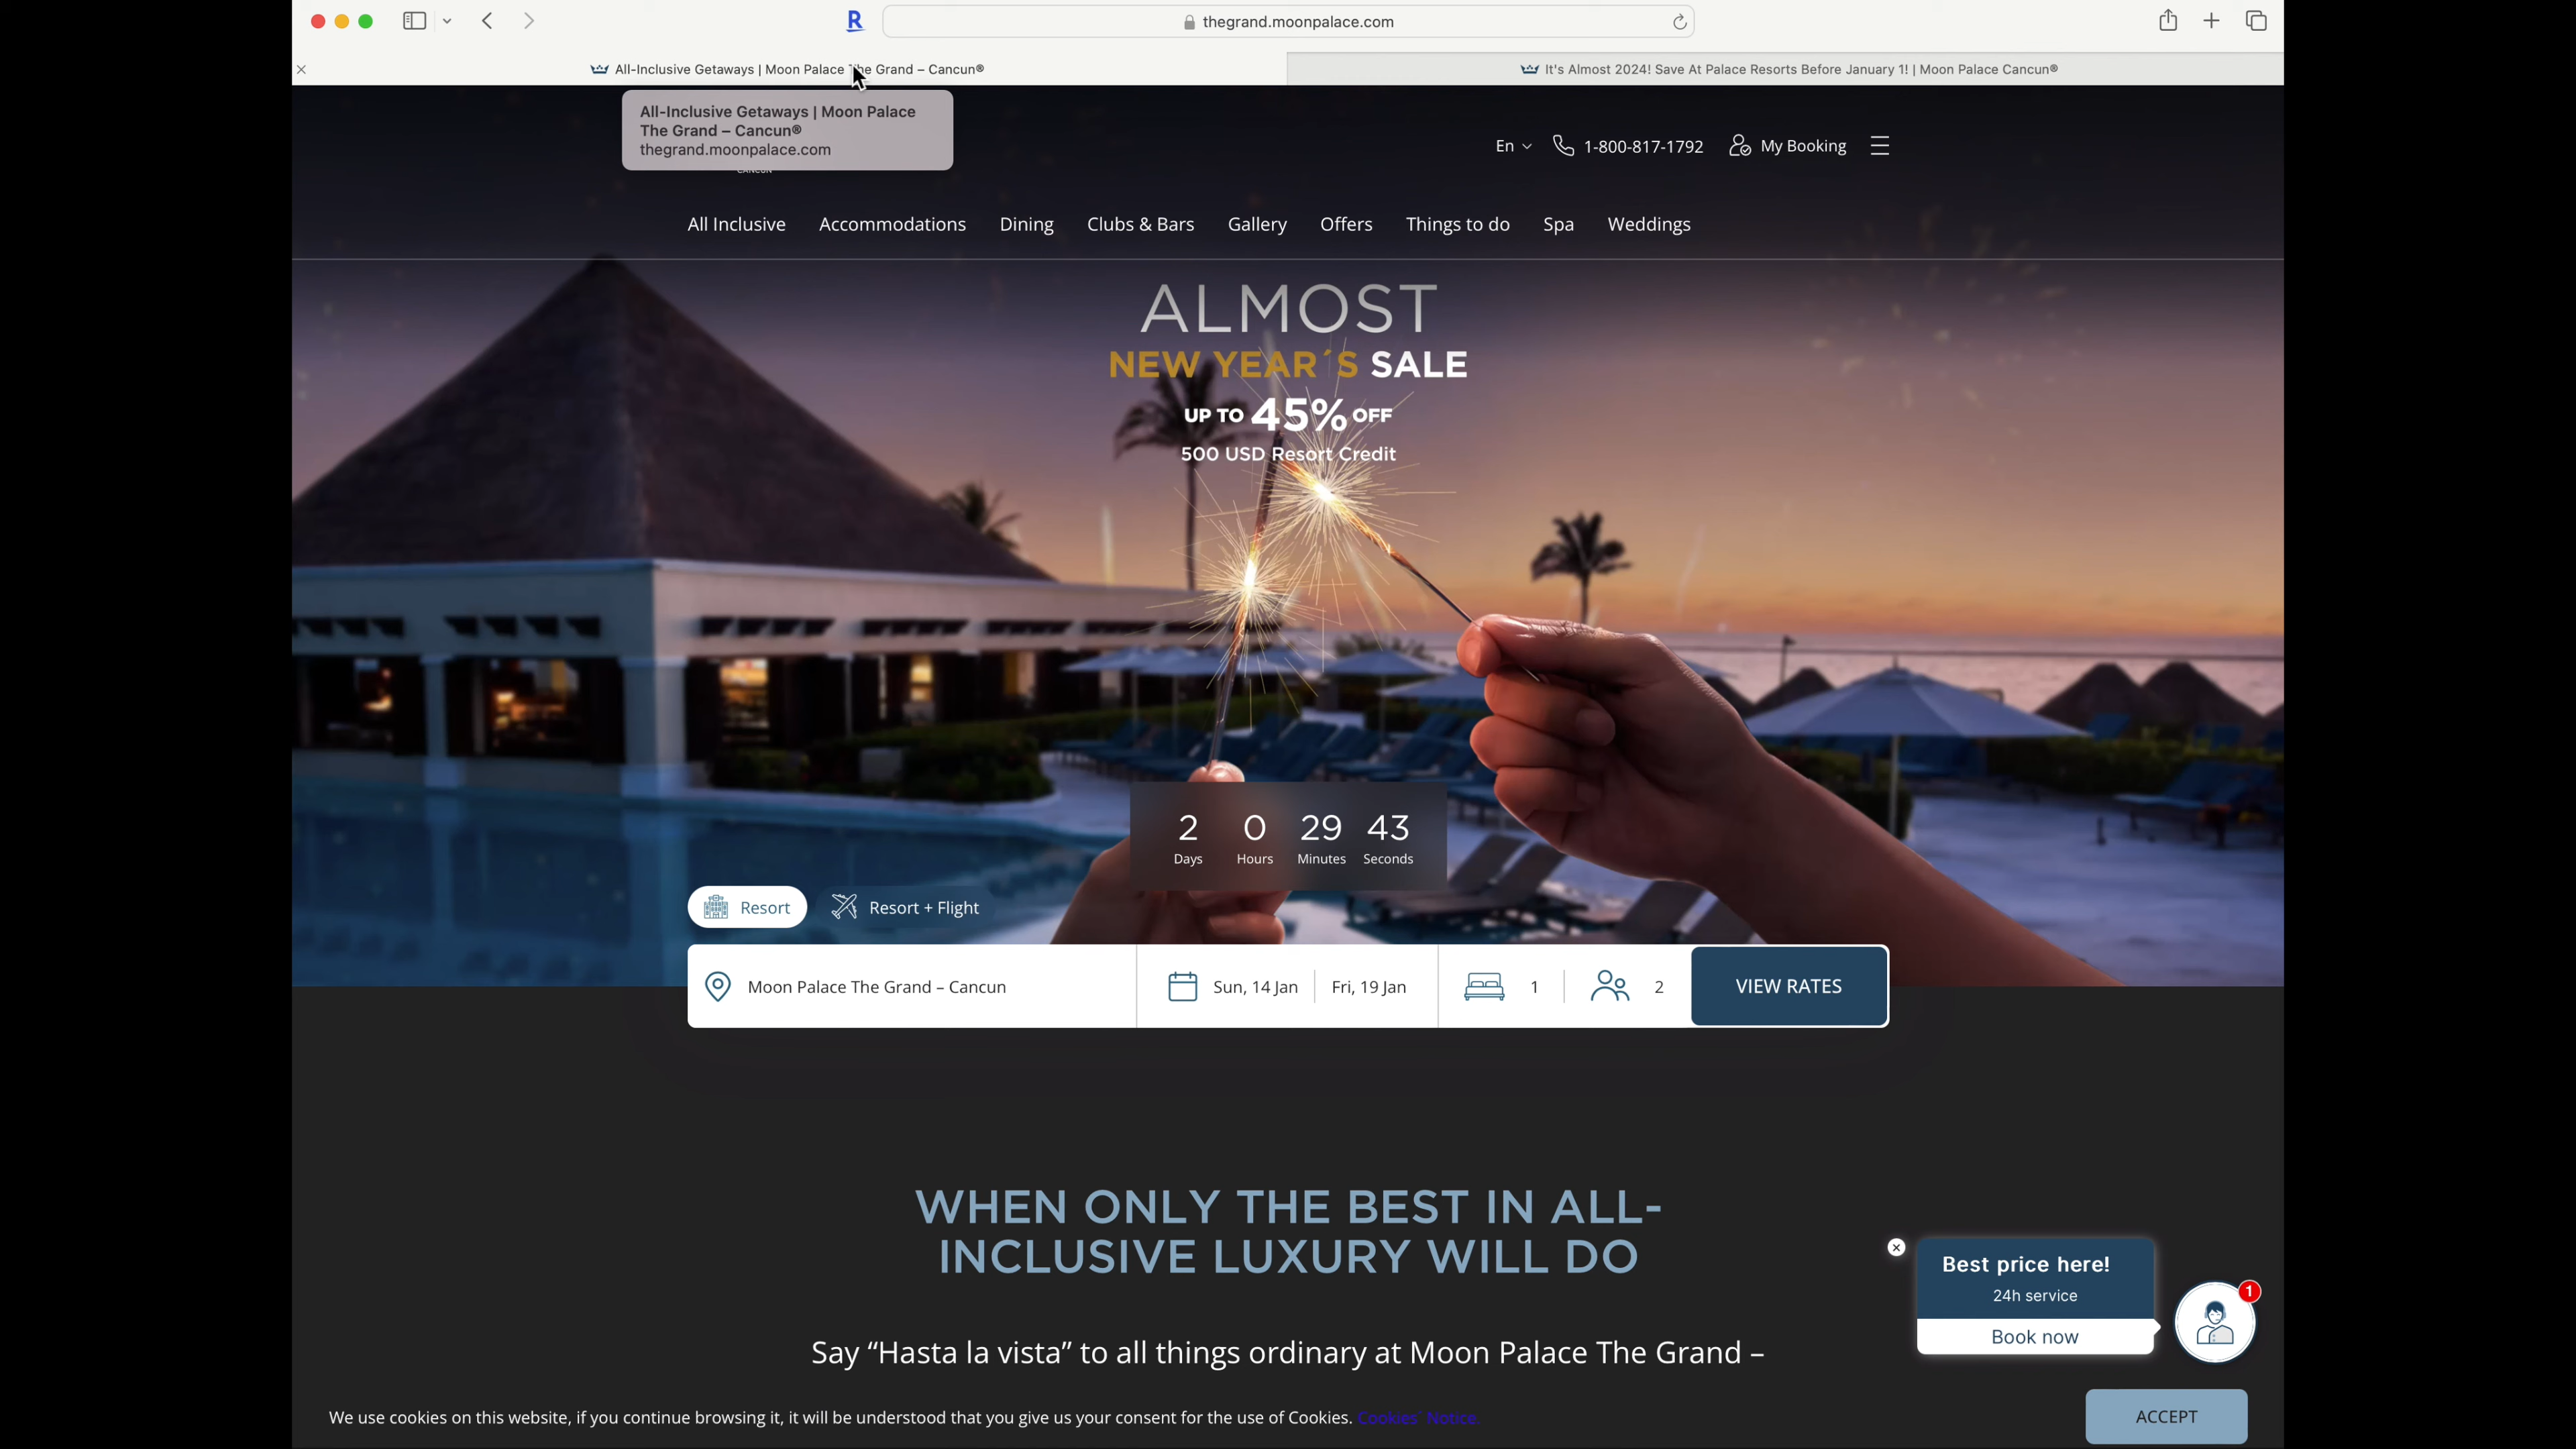 R
thegrand.moonpalace.com
All-Inclusive Getaways | Moon Palace The Grand – Cancun®
It's Almost 2024! Save At Palace Resorts Before January 1! | Moon Palace Cancun®
All-Inclusive Getaways | Moon Palace
The Grand – Cancun®
thegrand.moonpalace.com
CANCUN
En
1-800-817-1792
My Booking
All Inclusive
Accommodations
Dining
Clubs & Bars
Gallery
Offers
Things to do
Spa
Weddings
ALMOST
NEW YEAR´S SALE
UP TO 45% OFF
500 USD Resort Credit
2 0 29 43
Days Hours Minutes Seconds
Resort
Resort + Flight
Moon Palace The Grand – Cancun
Sun, 14 Jan
Fri, 19 Jan
1
2
VIEW RATES
WHEN ONLY THE BEST IN ALL-
INCLUSIVE LUXURY WILL DO
Say “Hasta la vista” to all things ordinary at Moon Palace The Grand –
Best price here!
24h service
Book now
1
We use cookies on this website, if you continue browsing it, it will be understood that you give us your consent for the use of Cookies. Cookies' Notice.
ACCEPT